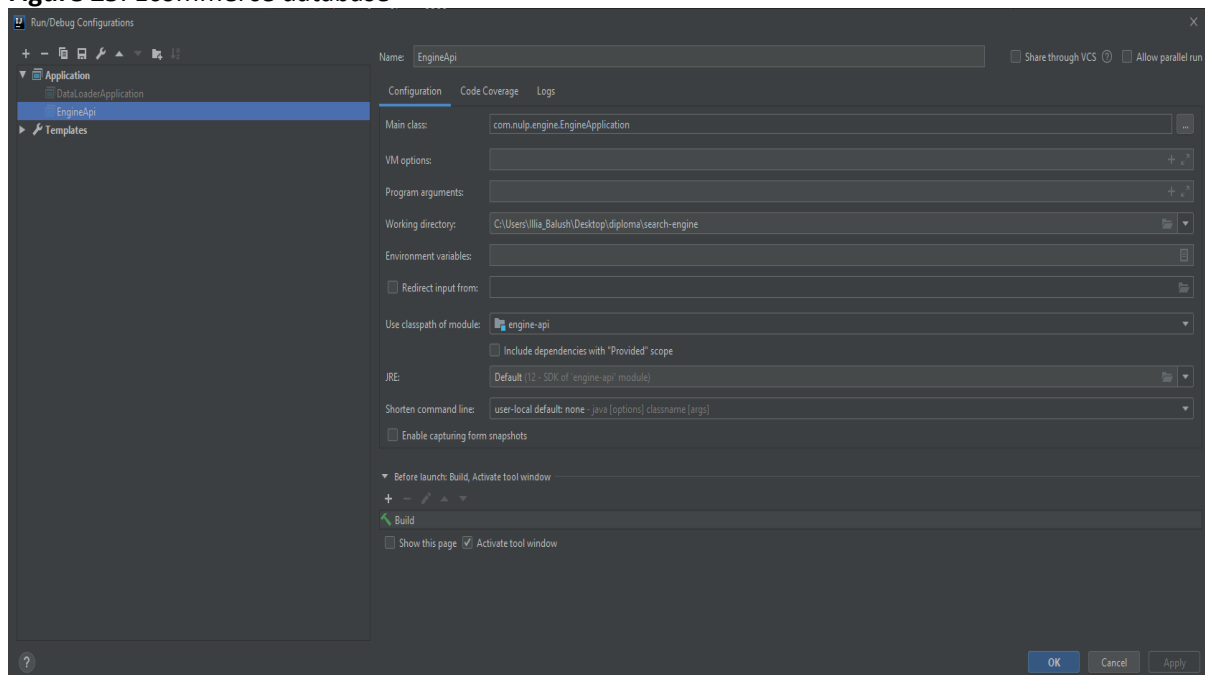 Run/Debug Configurations
Application
DataLoaderApplication
EngineApi
Templates
Name: EngineApi
Share through VCS
Allow parallel run
Configuration Code Coverage Logs
Main class: com.nulp.engine.EngineApplication
VM options:
Program arguments:
Working directory: C:\Users\Illia_Balush\Desktop\diploma\search-engine
Environment variables:
Redirect input from:
Use classpath of module: engine-api
Include dependencies with "Provided" scope
JRE: Default (12 - SDK of 'engine-api' module)
Shorten command line: user-local default: none - java [options] classname [args]
Enable capturing form snapshots
Before launch: Build, Activate tool window
Build
Show this page Activate tool window
? OK Cancel Apply